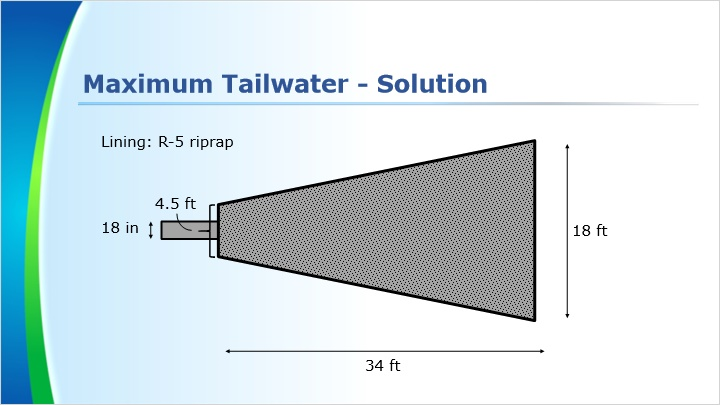 Maximum Tailwater - Solution
Lining: R-5 riprap
4.5 ft
18 in
18 ft
34 ft